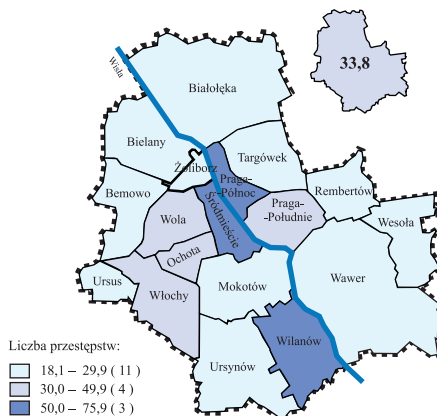 Wisła
Białołęka
33,8
Bielany
Żoliborz
Targówek
Praga-
-Północ
Bemowo
Rembertów
Wola
Śródmieście
Praga-
-Południe
Wesoła
Ochota
Ursus
Włochy
Mokotów
Wawer
Wilanów
Ursynów
Liczba przestępstw:
18,1 – 29,9 ( 11 )
30,0 – 49,9 ( 4 )
50,0 – 75,9 ( 3 )